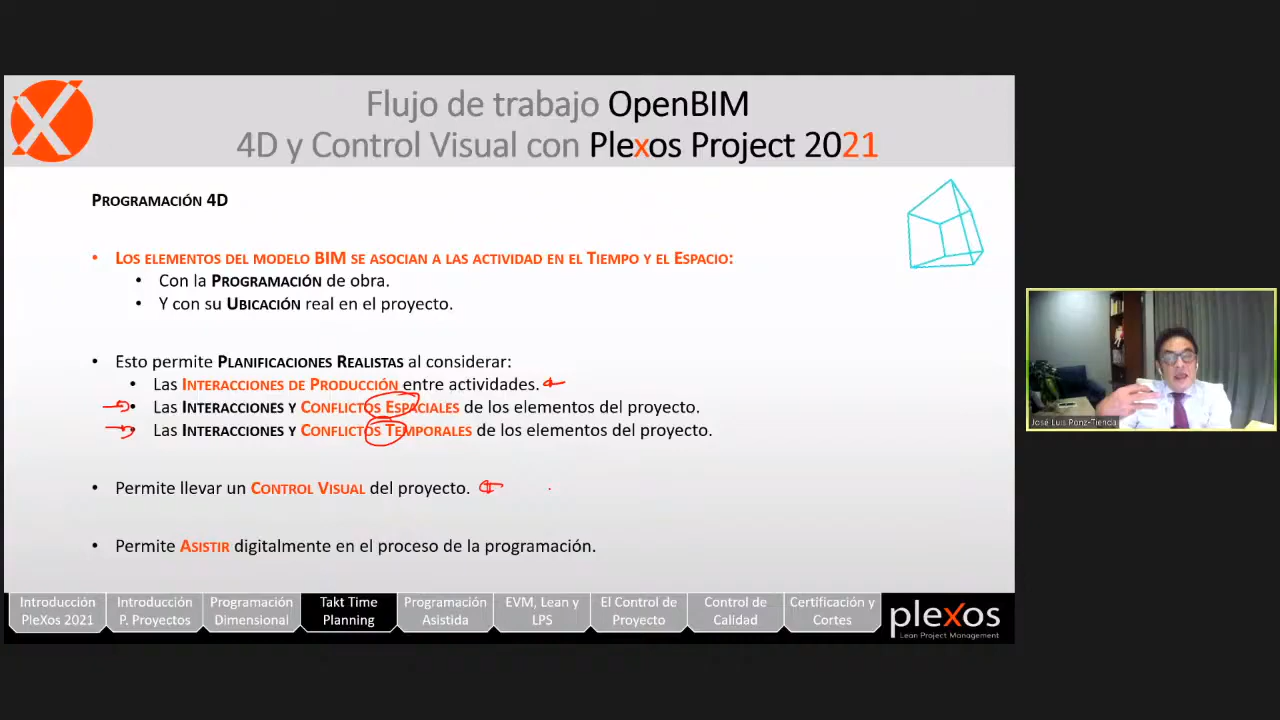 Flujo de trabajo OpenBIM
4D y Control Visual con Plexos Project 2021
PROGRAMACIÓN 4D
• LOS ELEMENTOS DEL MODELO BIM SE ASOCIAN A LAS ACTIVIDAD EN EL TIEMPO Y EL ESPACIO:
• Con la PROGRAMACIÓN de obra.
• Y con su UBICACIÓN real en el proyecto.
• Esto permite PLANIFICACIONES REALISTAS al considerar:
• Las INTERACCIONES DE PRODUCCIÓN entre actividades.
• Las INTERACCIONES Y CONFLICTOS ESPACIALES de los elementos del proyecto.
• Las INTERACCIONES Y CONFLICTOS TEMPORALES de los elementos del proyecto.
• Permite llevar un CONTROL VISUAL del proyecto.
• Permite ASISTIR digitalmente en el proceso de la programación.
Introducción PleXos 2021
Introducción P. Proyectos
Programación Dimensional
Takt Time Planning
Programación Asistida
EVM, Lean y LPS
El Control de Proyecto
Control de Calidad
Certificación y Cortes
plexos
Lean Project Management
José Luis Ponz-Tienda